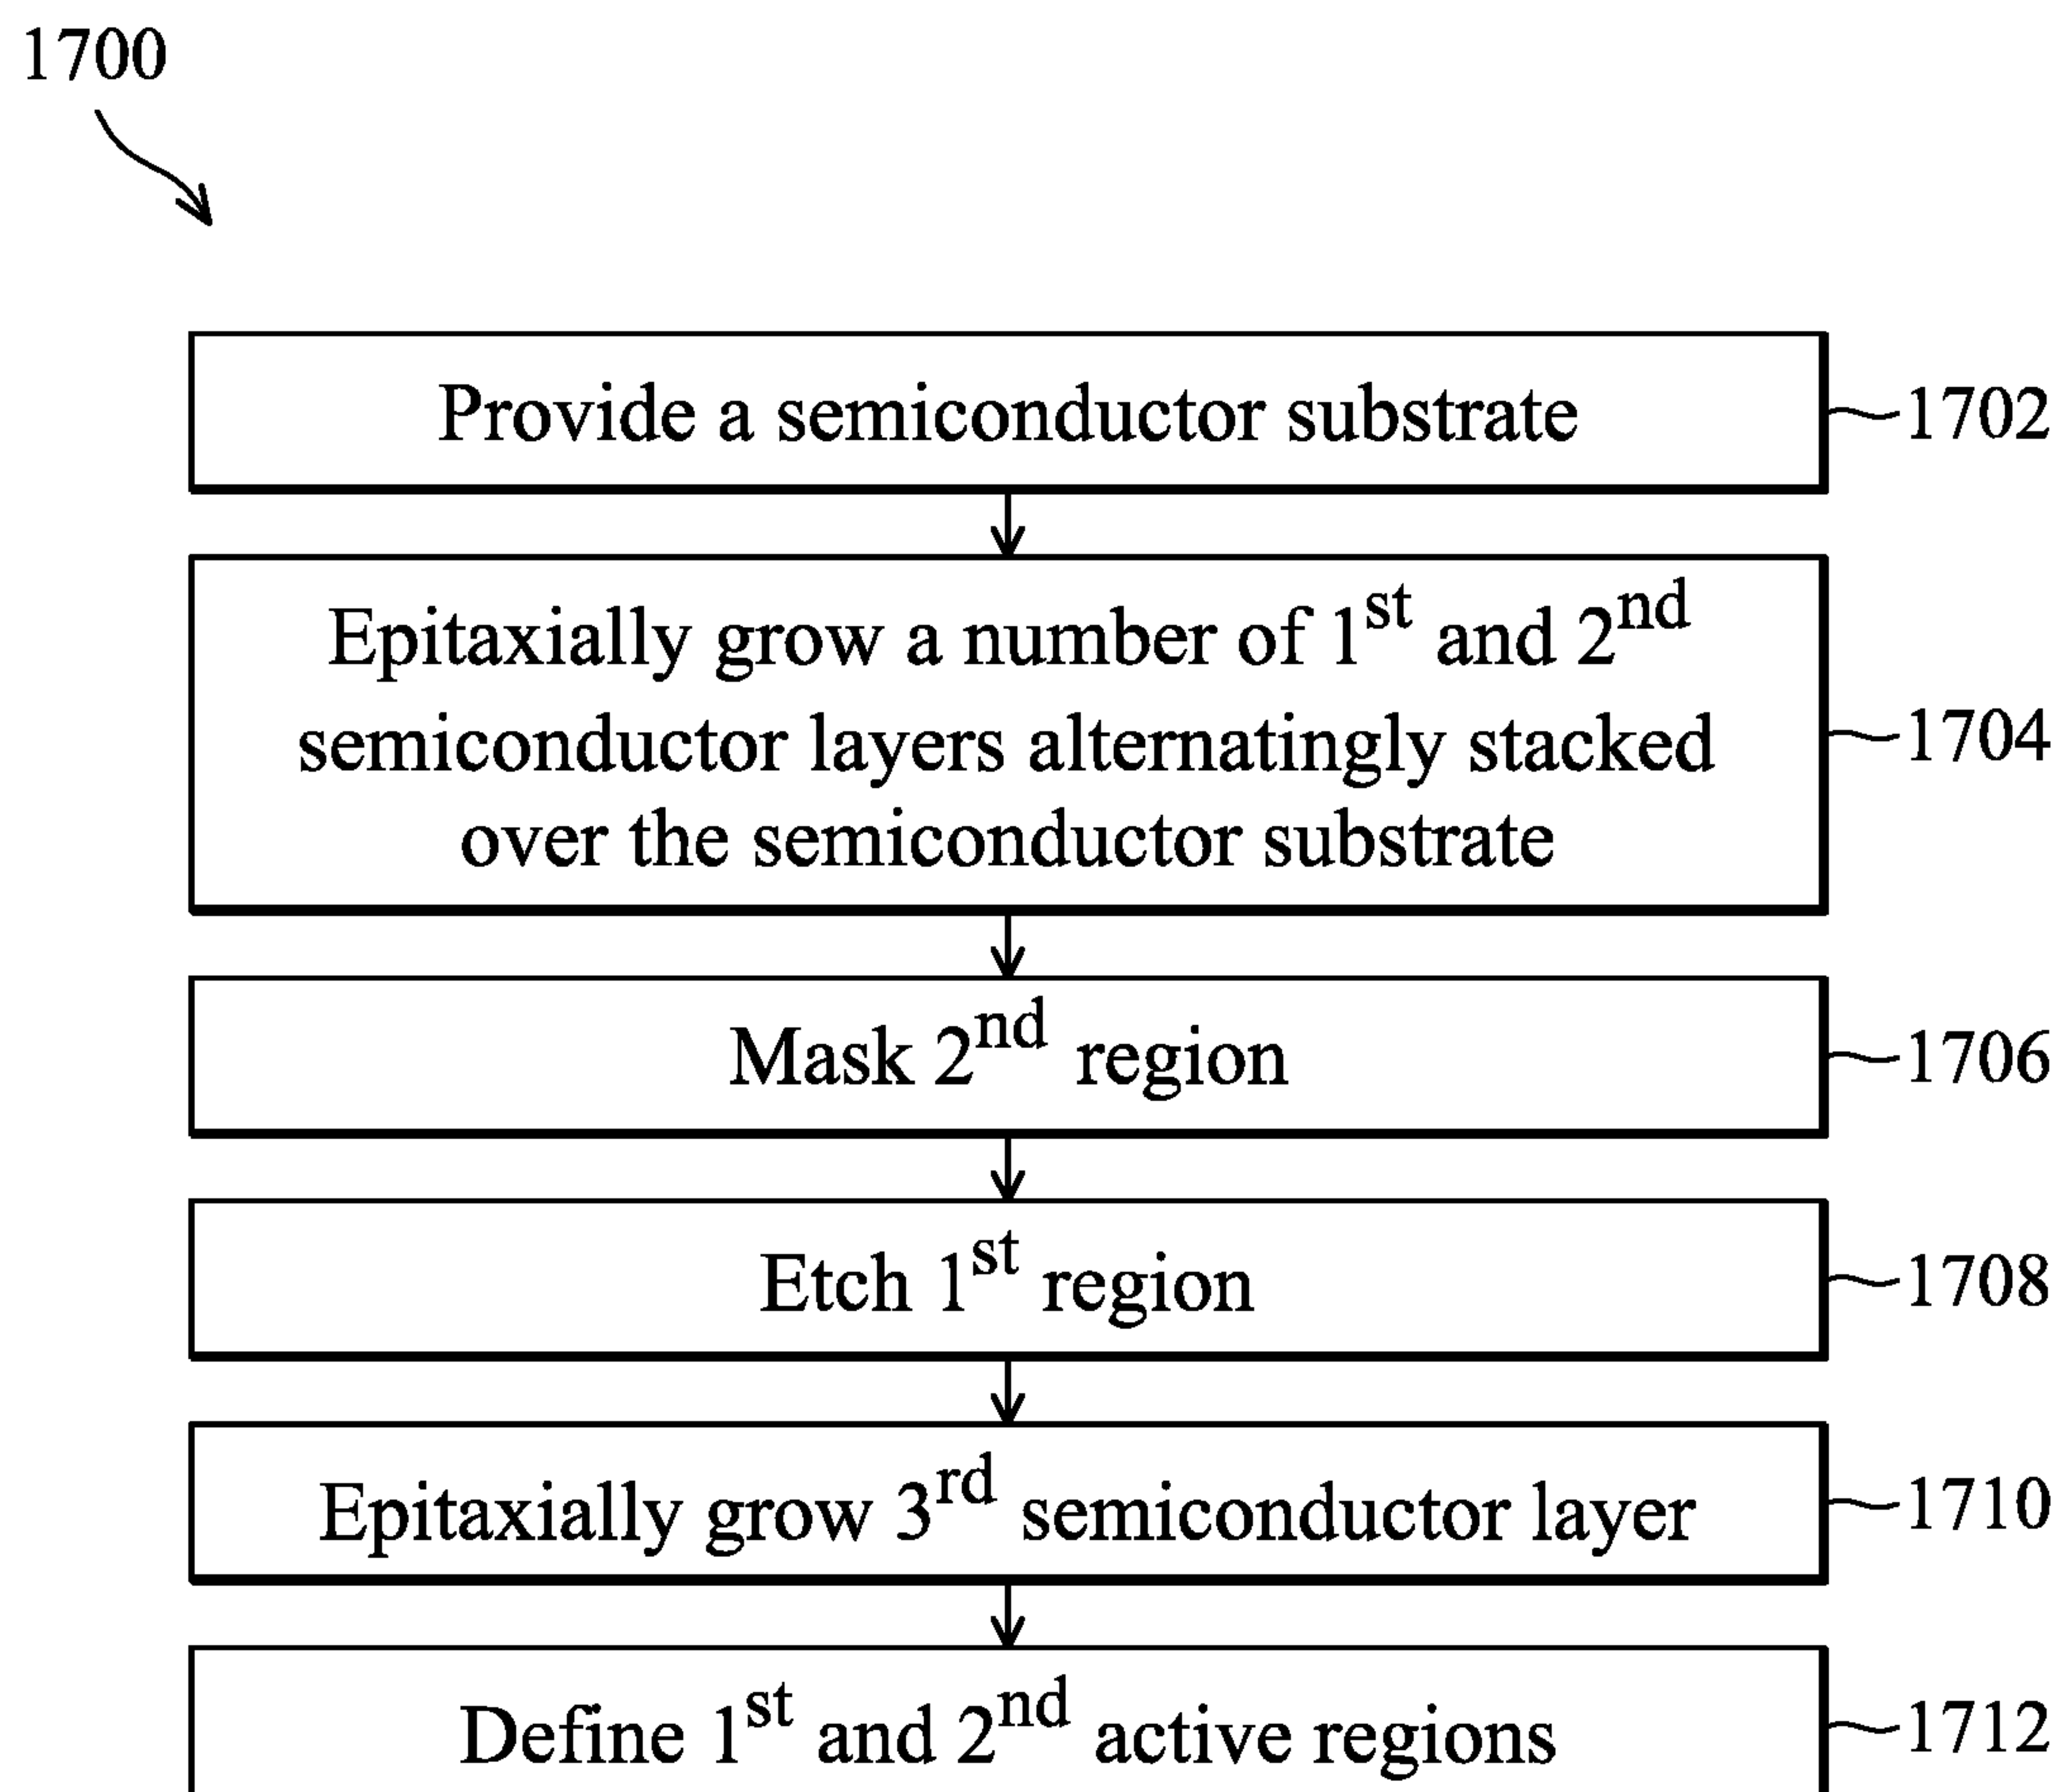 1700
Provide a semiconductor substrate
1702
Epitaxially grow a number of 1st and 2nd
semiconductor layers alternatingly stacked
over the semiconductor substrate
1704
Mask 2nd region
1706
Etch 1st region
1708
Epitaxially grow 3rd semiconductor layer
1710
Define 1st and 2nd active regions
1712